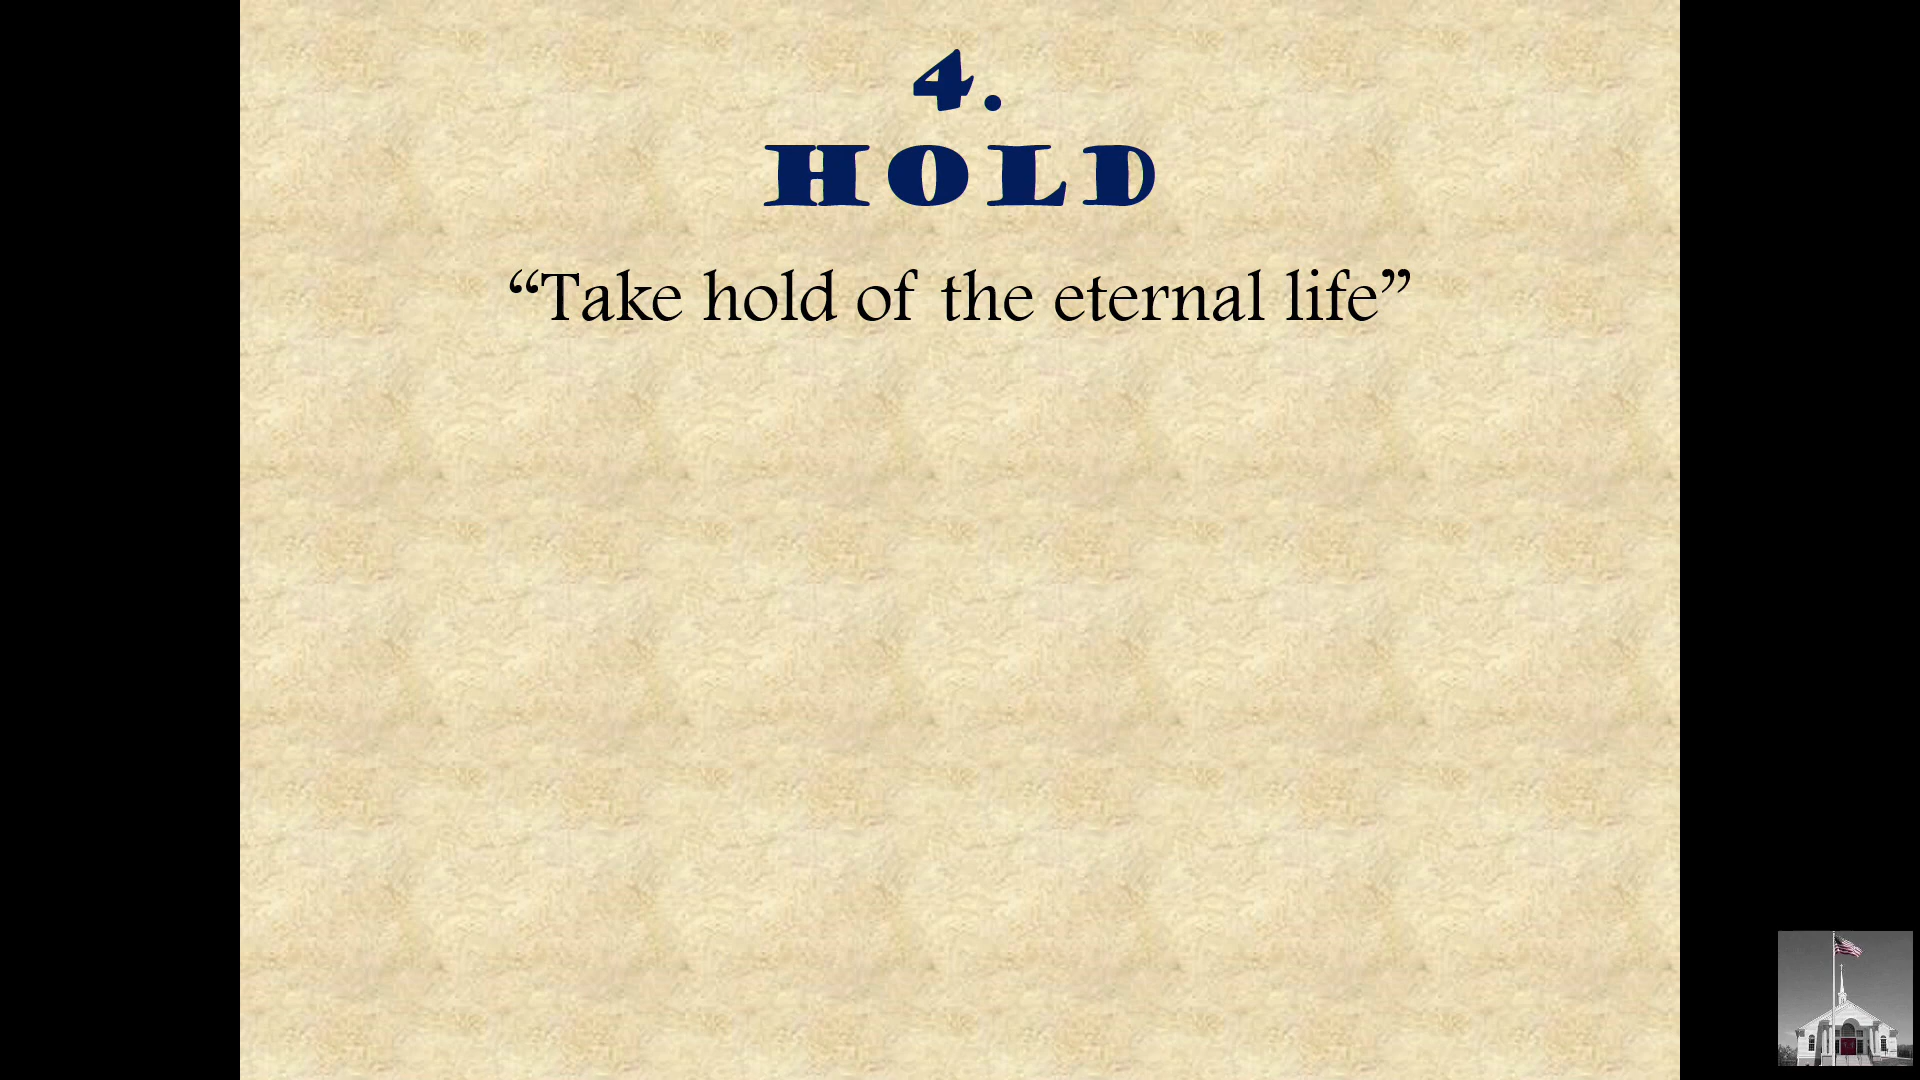 4.
HOLD
“Take hold of the eternal life”